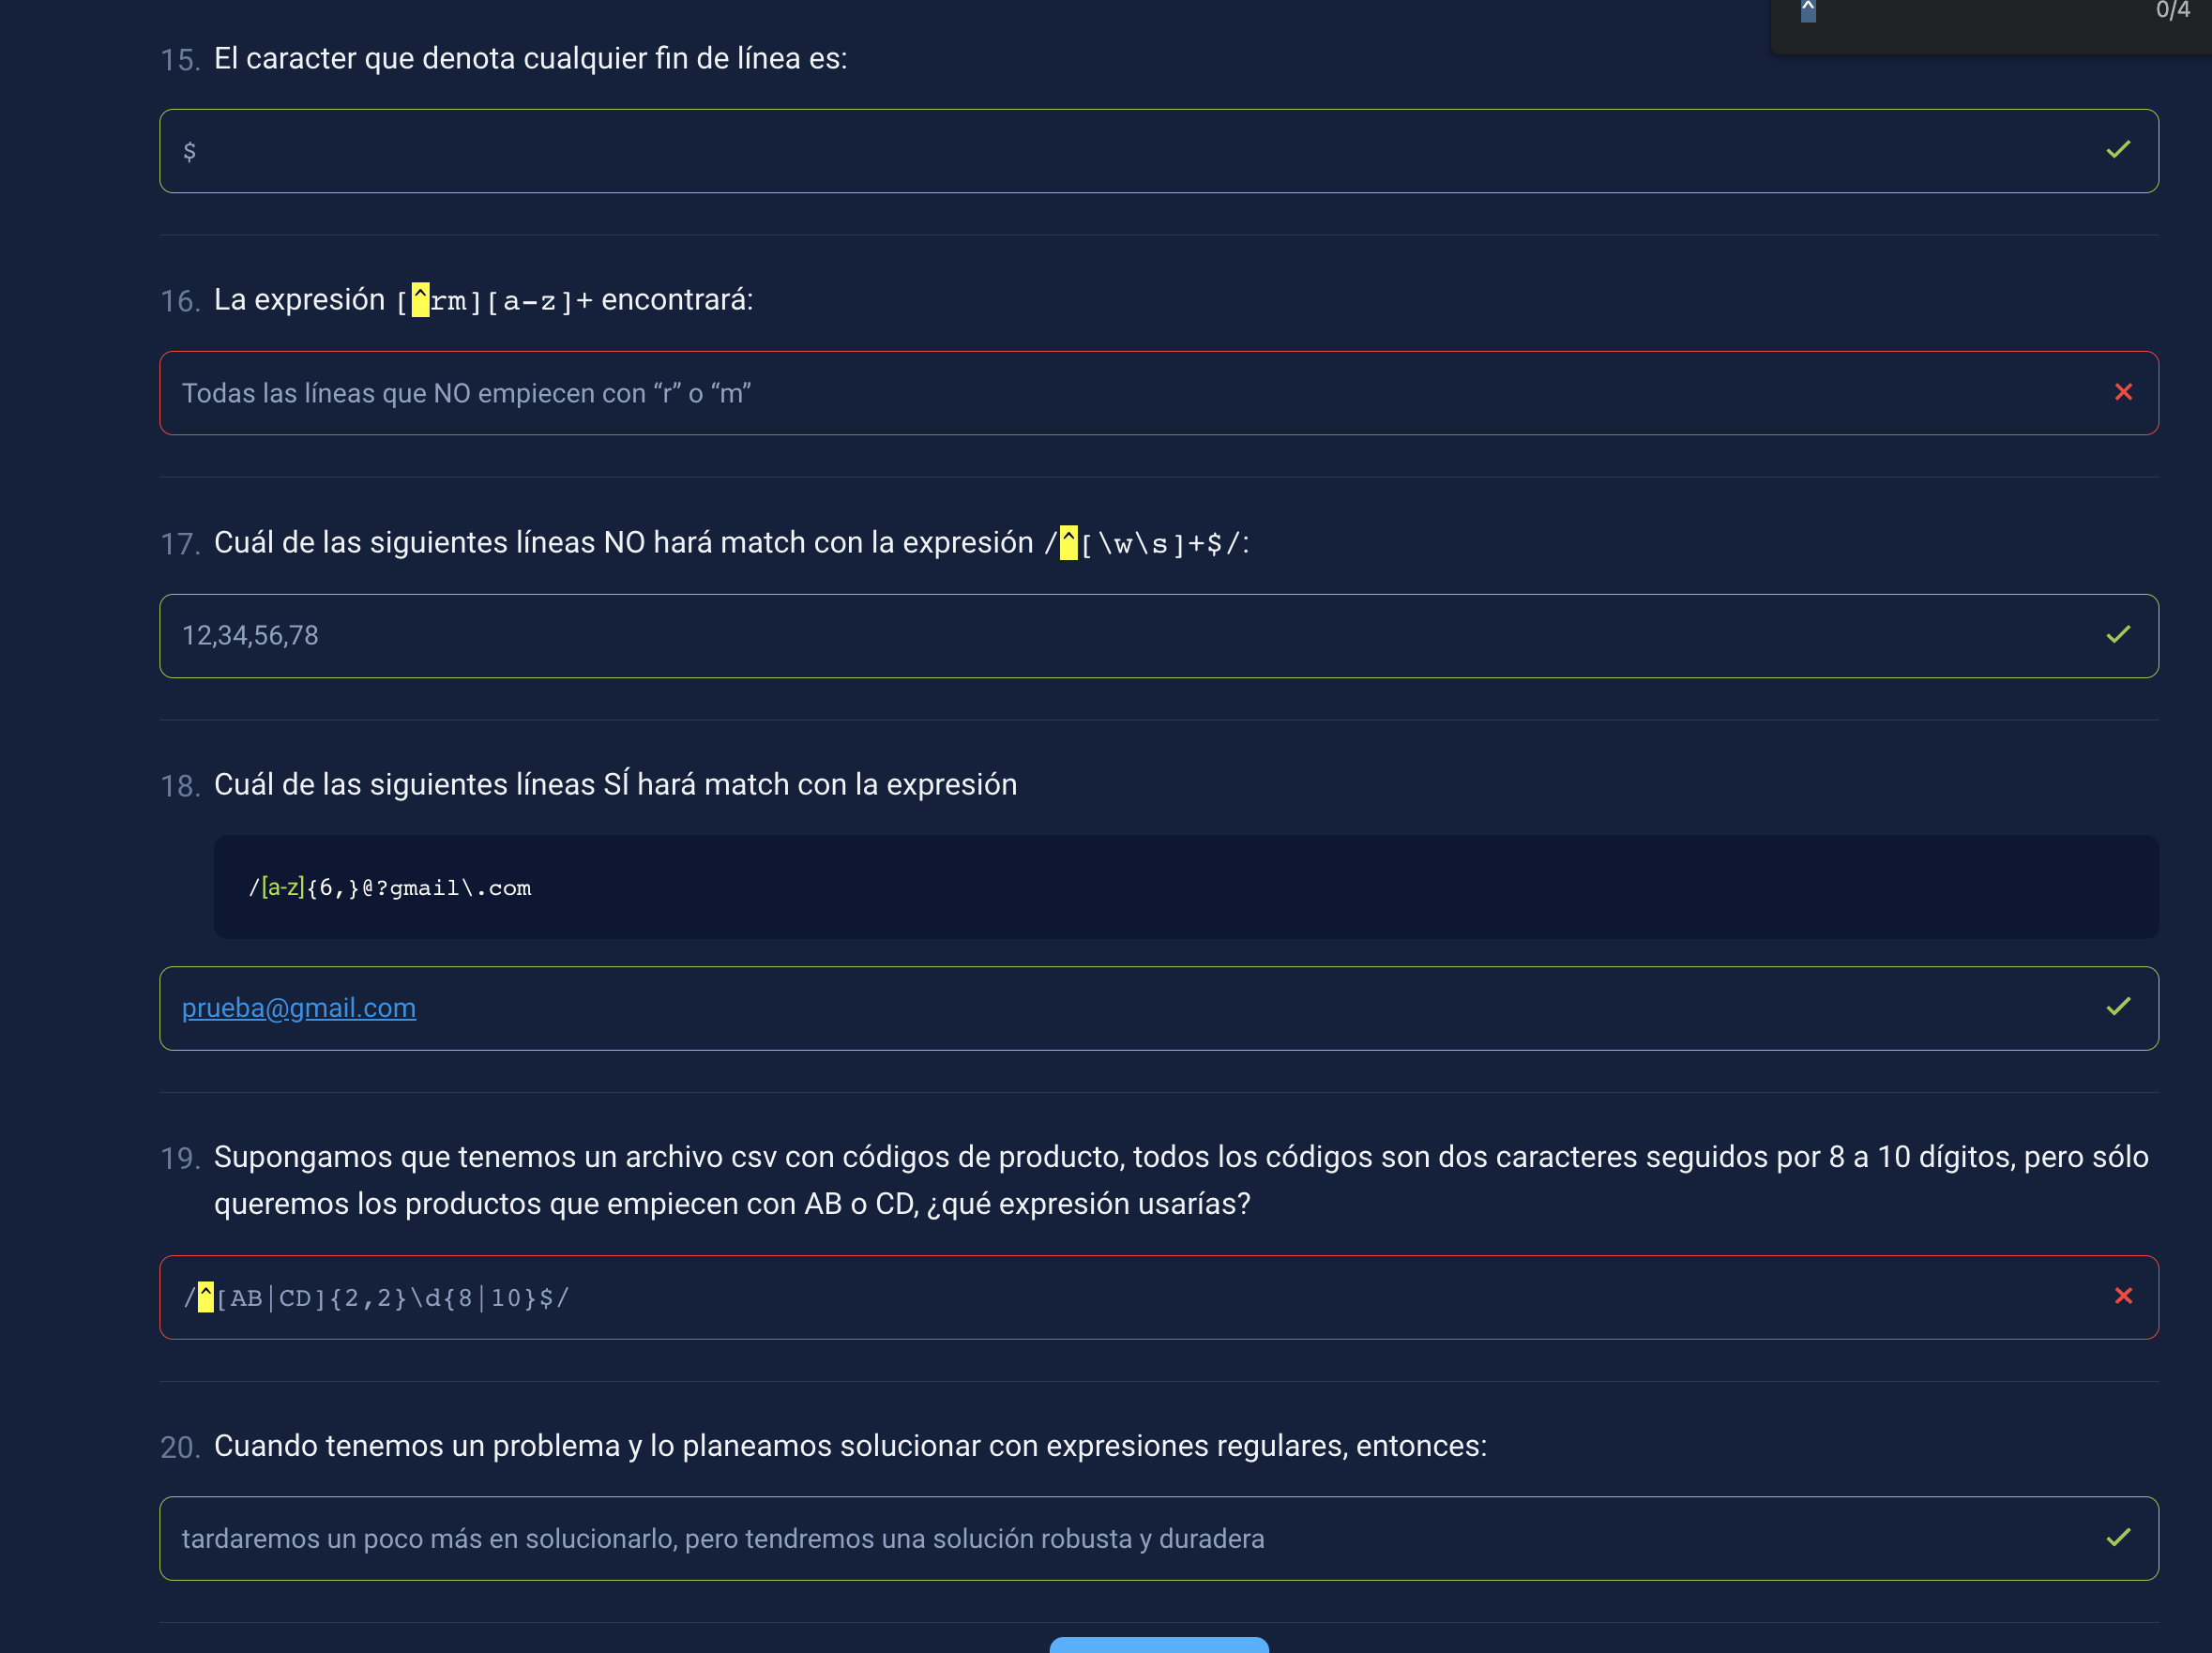 ^ 0/4
15. El caracter que denota cualquier fin de línea es:
$
16. La expresión [^rm][a-z]+ encontrará:
Todas las líneas que NO empiecen con “r” o “m”
17. Cuál de las siguientes líneas NO hará match con la expresión /^[\w\s]+$/:
12,34,56,78
18. Cuál de las siguientes líneas SÍ hará match con la expresión
/[a-z]{6,}@?gmail\.com
prueba@gmail.com
19. Supongamos que tenemos un archivo csv con códigos de producto, todos los códigos son dos caracteres seguidos por 8 a 10 dígitos, pero sólo
queremos los productos que empiecen con AB o CD, ¿qué expresión usarías?
/^[AB|CD]{2,2}\d{8|10}$/
20. Cuando tenemos un problema y lo planeamos solucionar con expresiones regulares, entonces:
tardaremos un poco más en solucionarlo, pero tendremos una solución robusta y duradera